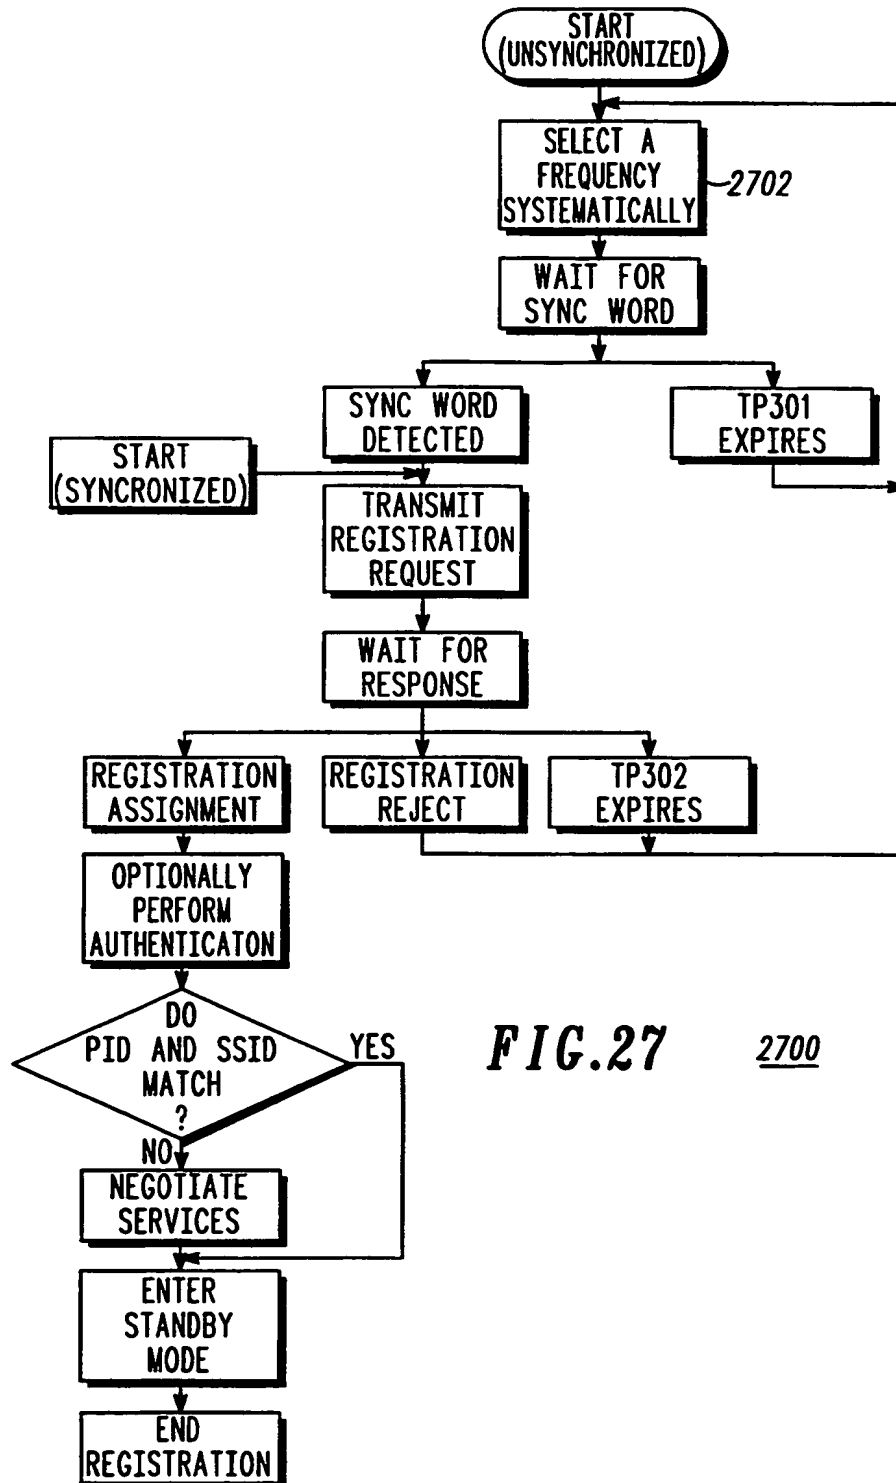 START
(UNSYNCHRONIZED)
SELECT A
FREQUENCY
SYSTEMATICALLY
2702
WAIT FOR
SYNC WORD
SYNC WORD
DETECTED
TP301
EXPIRES
START
(SYNCRONIZED)
TRANSMIT
REGISTRATION
REQUEST
WAIT FOR
RESPONSE
REGISTRATION
ASSIGNMENT
REGISTRATION
REJECT
TP302
EXPIRES
OPTIONALLY
PERFORM
AUTHENTICATON
DO
PID AND SSID
MATCH
?
YES
NO
FIG.27
2700
NEGOTIATE
SERVICES
ENTER
STANDBY
MODE
END
REGISTRATION